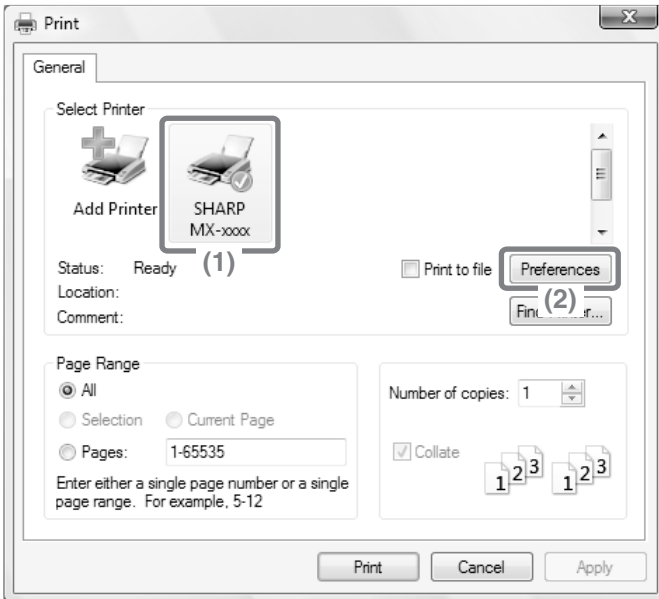 Print
X
General
Select Printer
Add Printer
SHARP
MX-xxxx
(1)
Status: Ready
Print to file
Preferences
Location:
(2)
Comment:
Page Range
All
Number of copies: 1
Selection
Current Page
Pages: 1-65535
Collate
1 2 3 1 2 3
Enter either a single page number or a single
page range. For example, 5-12
Print
Cancel
Apply